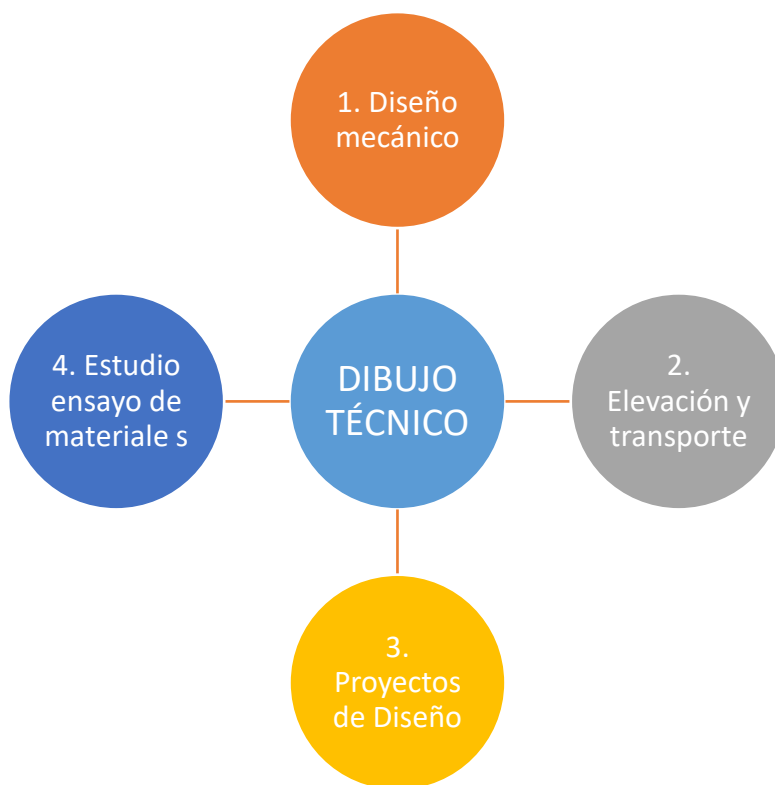 1. Diseño
mecánico
4. Estudio
ensayo de
materiale s
DIBUJO
TÉCNICO
2.
Elevación y
transporte
3.
Proyectos
de Diseño